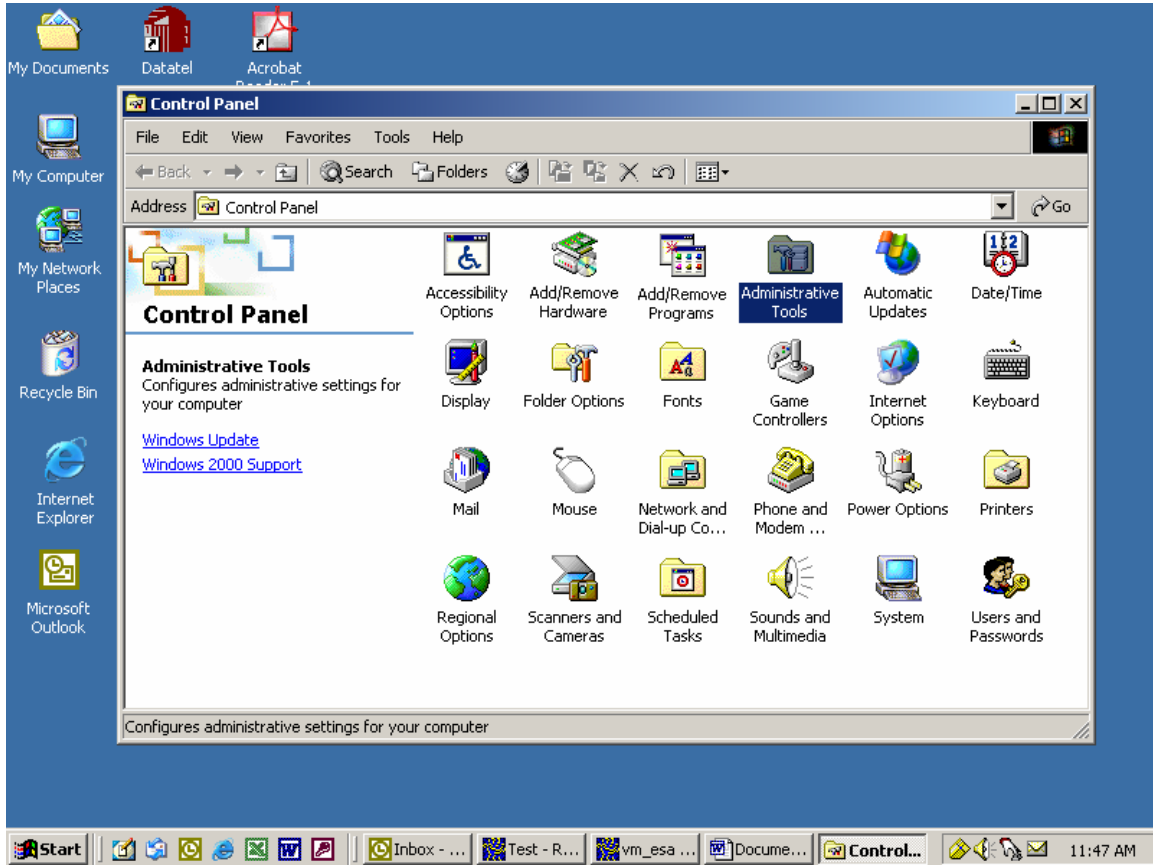 My Documents
Datatel
Acrobat
Control Panel
File Edit View Favorites Tools Help
Back Search Folders
Address Control Panel Go
Control Panel
Administrative Tools
Configures administrative settings for
your computer
Windows Update
Windows 2000 Support
Accessibility
Options
Add/Remove
Hardware
Add/Remove
Programs
Administrative
Tools
Automatic
Updates
Date/Time
Display
Folder Options
Fonts
Game
Controllers
Internet
Options
Keyboard
Mail
Mouse
Network and
Dial-up Co...
Phone and
Modem ...
Power Options
Printers
Regional
Options
Scanners and
Cameras
Scheduled
Tasks
Sounds and
Multimedia
System
Users and
Passwords
Configures administrative settings for your computer
My Computer
My Network
Places
Recycle Bin
Internet
Explorer
Microsoft
Outlook
Start Inbox - ... Test - R... vm_esa ... Docume... Control... 11:47 AM